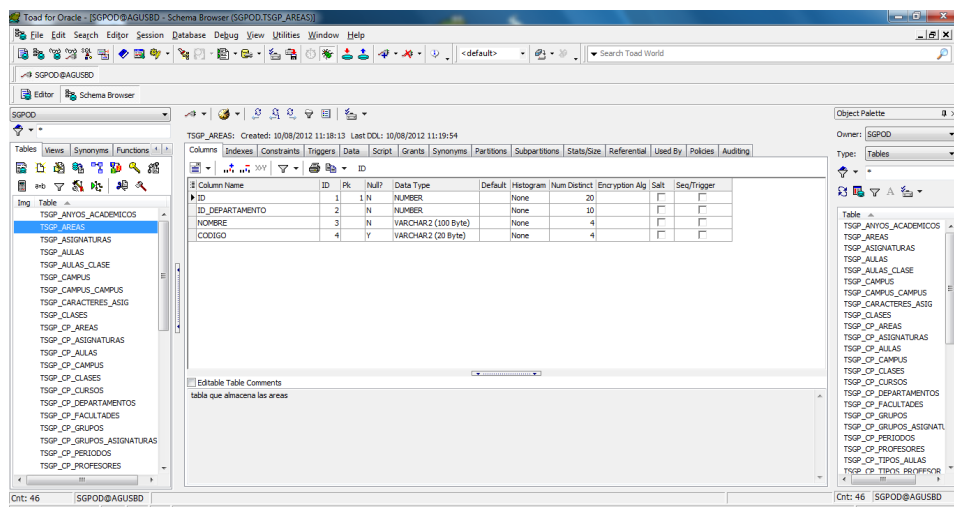 Toad for Oracle - [SGPOD@AGUSBD - Schema Browser (SGPOD.TSGP_AREAS)]
File Edit Search Editor Session Database Debug View Utilities Window Help
<default> Search Toad World
SGPOD@AGUSBD
Editor Schema Browser
SGPOD
*
Tables Views Synonyms Functions
Img Table
TSGP_ANYOS_ACADEMICOS
TSGP_AREAS
TSGP_ASIGNATURAS
TSGP_AULAS
TSGP_AULAS_CLASE
TSGP_CAMPUS
TSGP_CAMPUS_CAMPUS
TSGP_CARACTERES_ASIG
TSGP_CLASES
TSGP_CP_AREAS
TSGP_CP_ASIGNATURAS
TSGP_CP_AULAS
TSGP_CP_CAMPUS
TSGP_CP_CLASES
TSGP_CP_CURSOS
TSGP_CP_DEPARTAMENTOS
TSGP_CP_FACULTADES
TSGP_CP_GRUPOS
TSGP_CP_GRUPOS_ASIGNATURAS
TSGP_CP_PERIODOS
TSGP_CP_PROFESORES
Cnt: 46 SGPOD@AGUSBD
TSGP_AREAS: Created: 10/08/2012 11:18:13 Last DDL: 10/08/2012 11:19:54
Columns Indexes Constraints Triggers Data Script Grants Synonyms Partitions Subpartitions Stats/Size Referential Used By Policies Auditing
ID
Column Name ID Pk Null? Data Type Default Histogram Num Distinct Encryption Alg Salt Seq/Trigger
ID 1 1 N NUMBER None 20
ID_DEPARTAMENTO 2 N NUMBER None 10
NOMBRE 3 N VARCHAR2 (100 Byte) None 4
CODIGO 4 Y VARCHAR2 (20 Byte) None 4
Editable Table Comments
tabla que almacena las areas
Object Palette
Owner: SGPOD
Type: Tables
*
Table
TSGP_ANYOS_ACADEMICOS
TSGP_AREAS
TSGP_ASIGNATURAS
TSGP_AULAS
TSGP_AULAS_CLASE
TSGP_CAMPUS
TSGP_CAMPUS_CAMPUS
TSGP_CARACTERES_ASIG
TSGP_CLASES
TSGP_CP_AREAS
TSGP_CP_ASIGNATURAS
TSGP_CP_AULAS
TSGP_CP_CAMPUS
TSGP_CP_CLASES
TSGP_CP_CURSOS
TSGP_CP_DEPARTAMENTOS
TSGP_CP_FACULTADES
TSGP_CP_GRUPOS
TSGP_CP_GRUPOS_ASIGNATU
TSGP_CP_PERIODOS
TSGP_CP_PROFESORES
TSGP_CP_TIPOS_AULAS
TSGP_CP_TIPOS_PROFESOR
Cnt: 46 SGPOD@AGUSBD